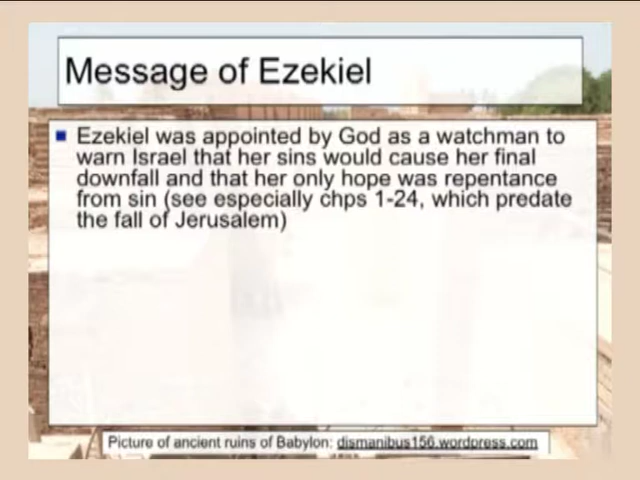 Message of Ezekiel
Ezekiel was appointed by God as a watchman to
warn Israel that her sins would cause her final
downfall and that her only hope was repentance
from sin (see especially chps 1-24, which predate
the fall of Jerusalem)
Picture of ancient ruins of Babylon: dismanibus156.wordpress.com